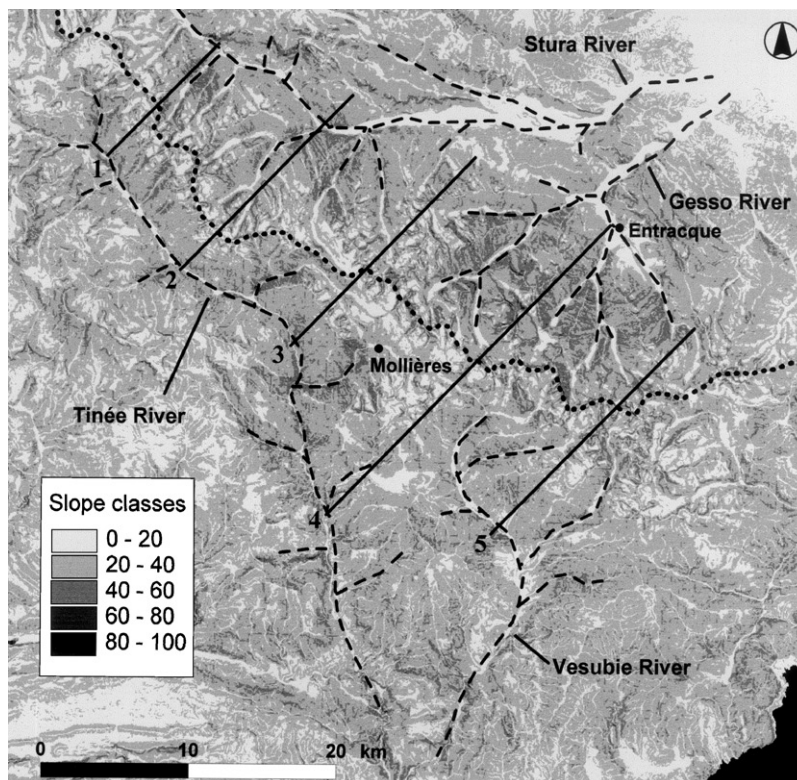 Stura River
Gesso River
Entracque
1
2
3
Mollières
Tinée River
4
5
Slope classes
0 - 20
20 - 40
40 - 60
60 - 80
80 - 100
Vesubie River
0 10 20 km